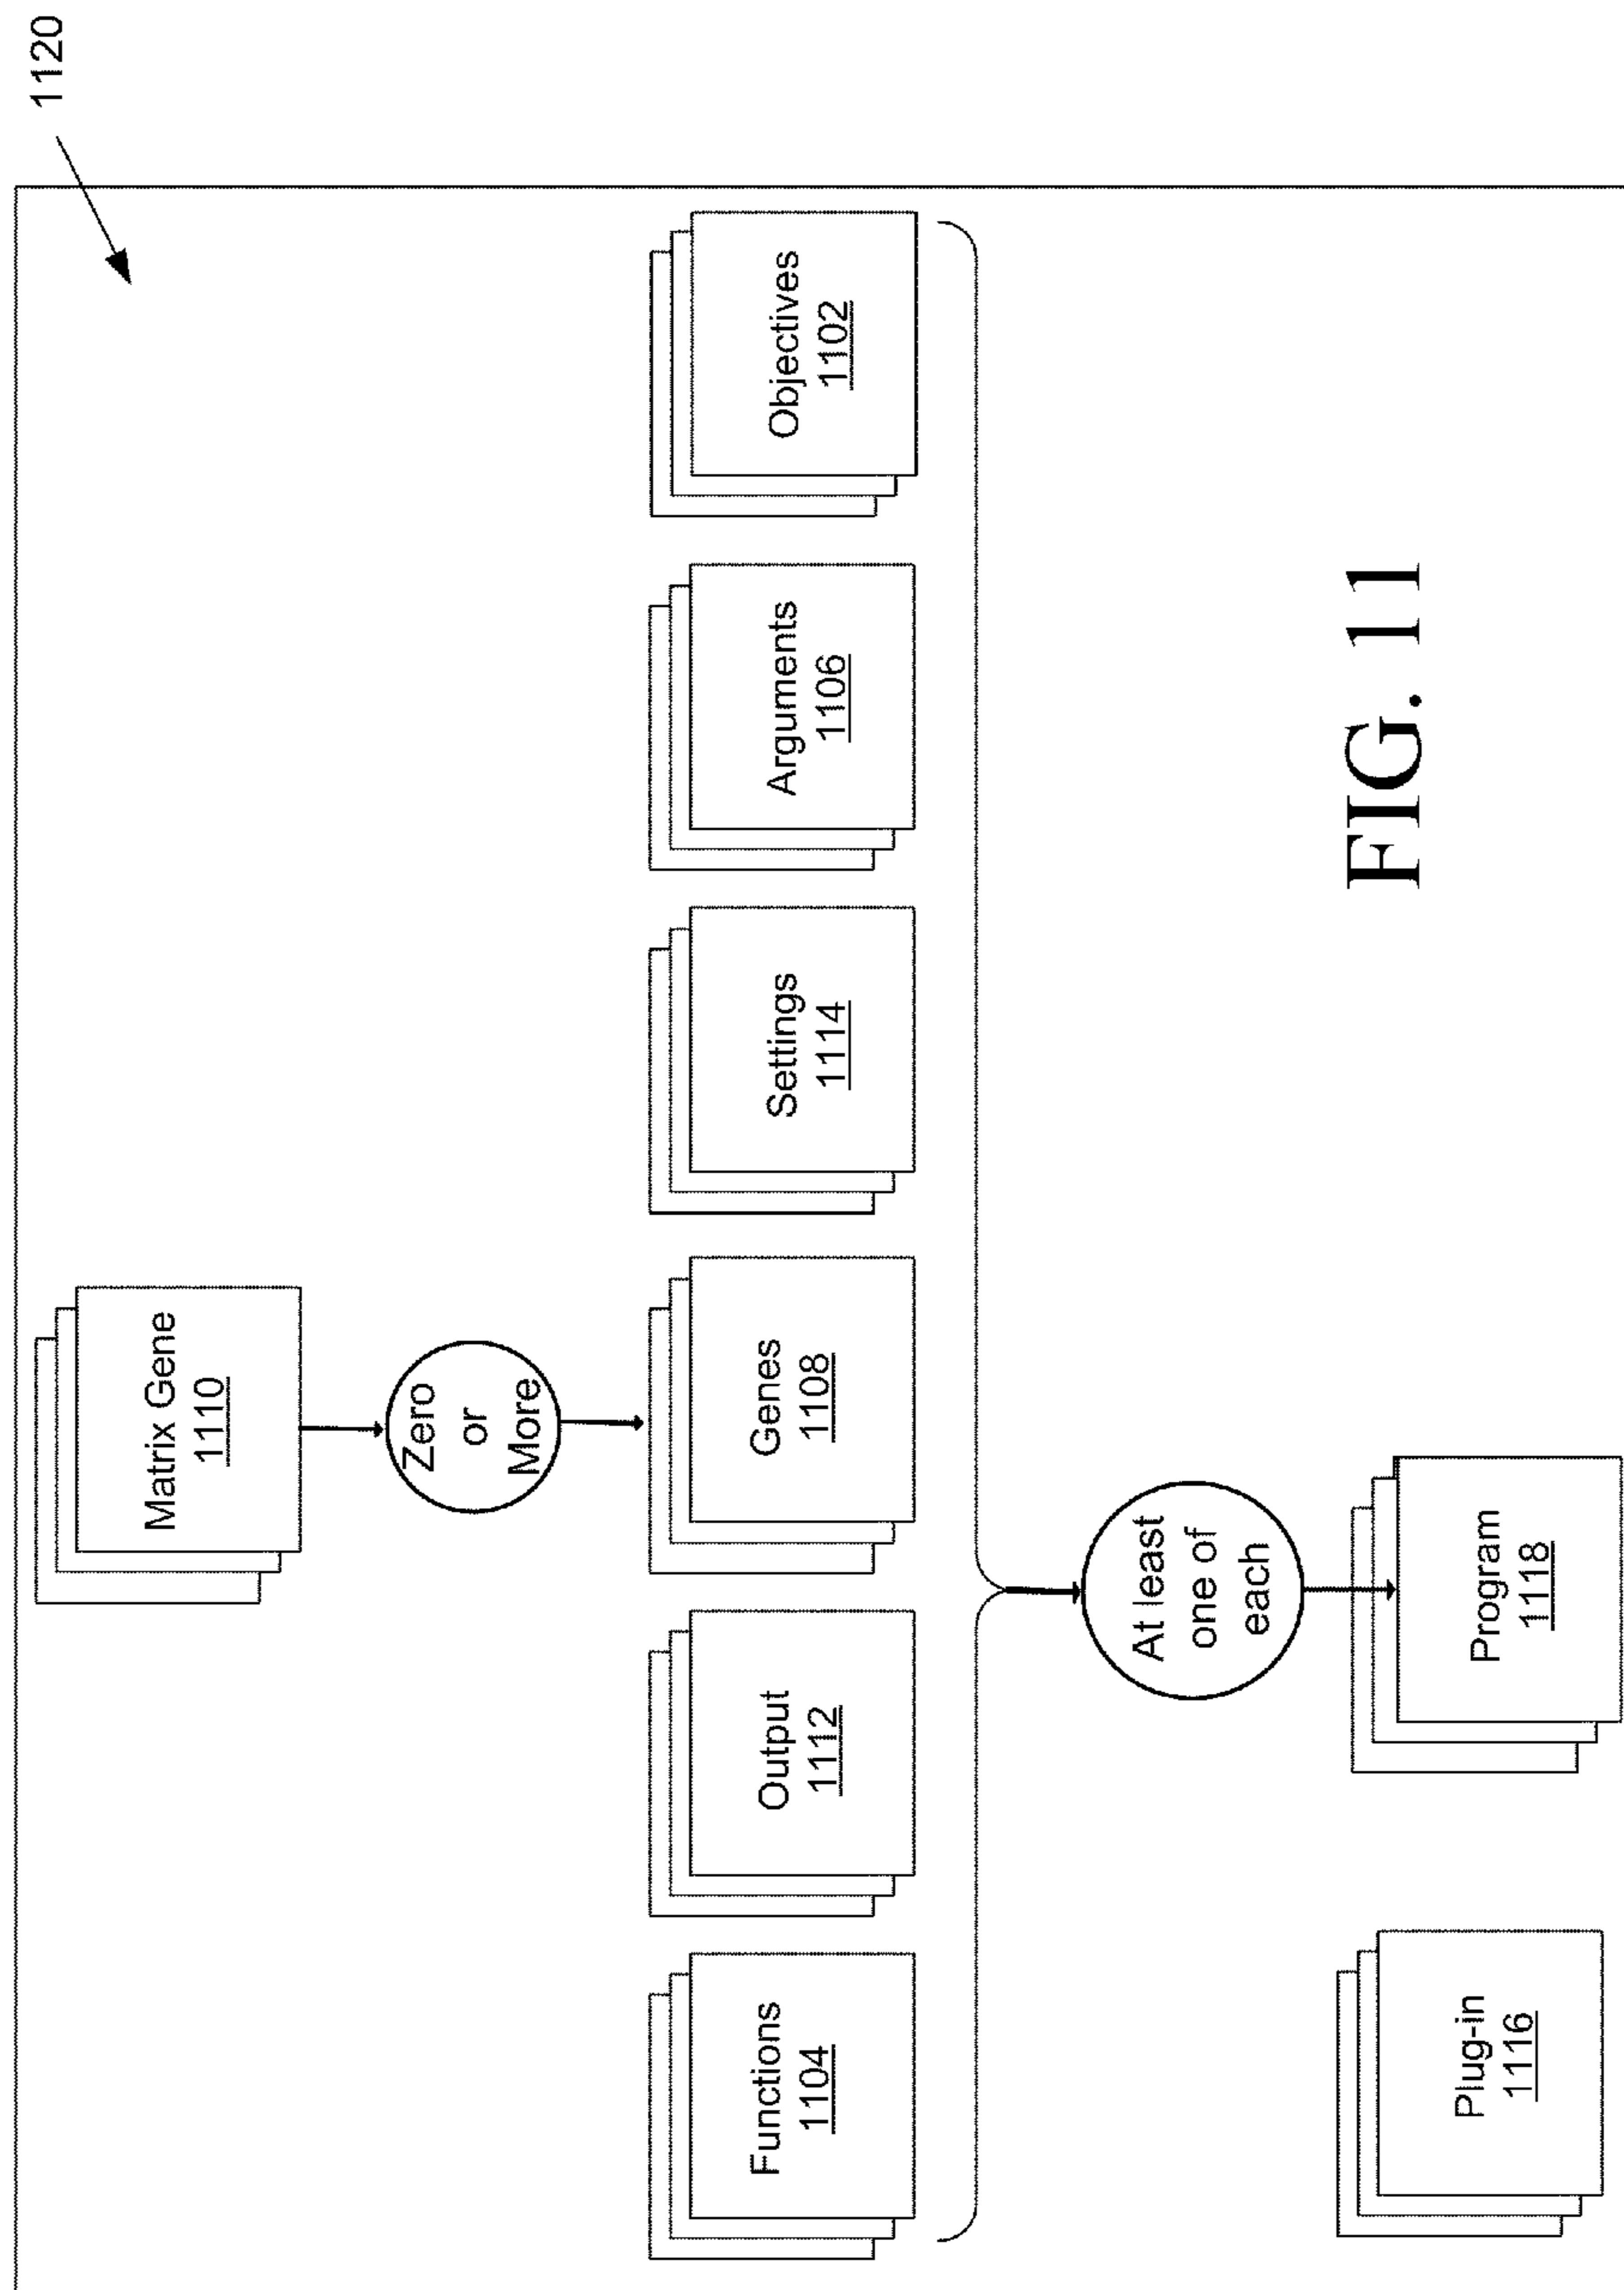 1120
Matrix Gene
1110
Zero
or
More
Functions
1104
Output
1112
Genes
1108
Settings
1114
Arguments
1106
Objectives
1102
At least
one of
each
Plug-in
1116
Program
1118
FIG. 11